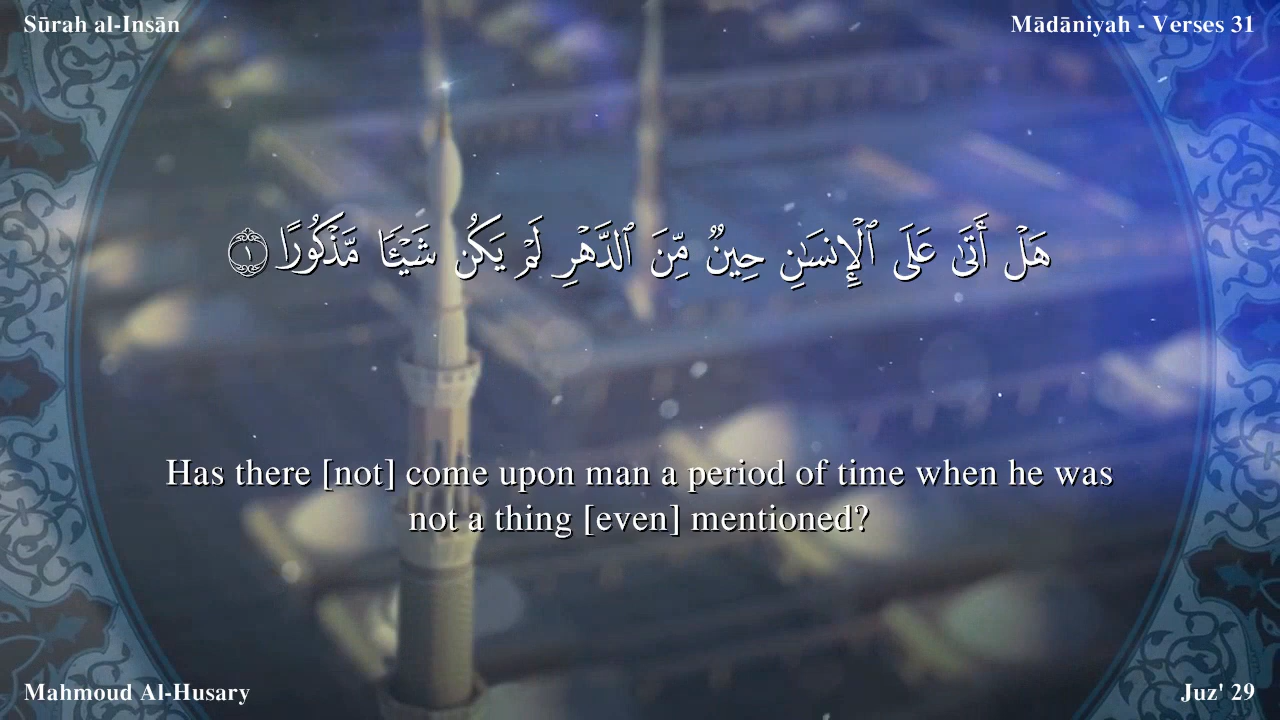 Sūrah al-Insān
Mādāniyah - Verses 31
هَلْ أَتَىٰ عَلَى ٱلْإِنسَـٰنِ حِينٌ مِّنَ ٱلدَّهْرِ لَمْ يَكُن شَيْـًٔا مَّذْكُورًا ١
Has there [not] come upon man a period of time when he was
not a thing [even] mentioned?
Mahmoud Al-Husary
Juz' 29